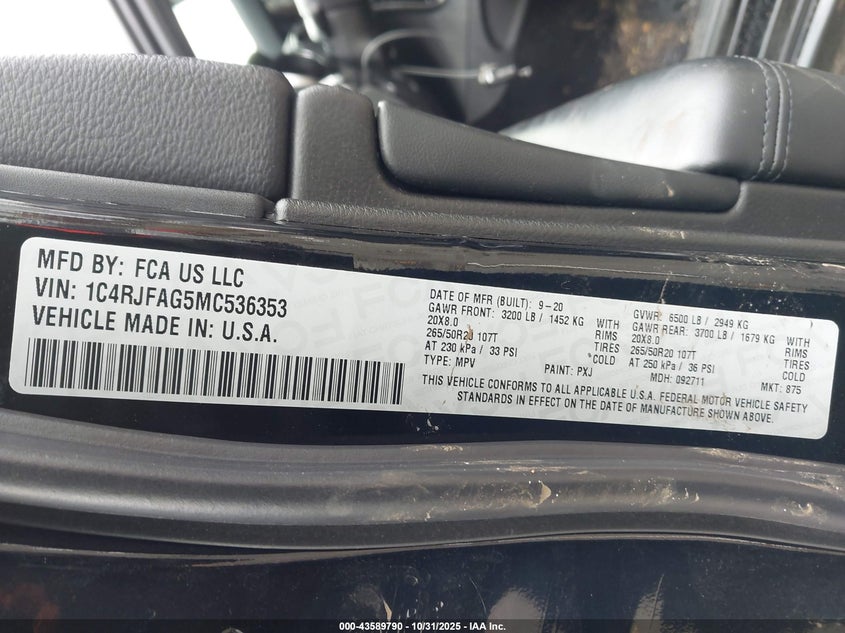 MFD BY: FCA US LLC
VIN: 1C4RJFAG5MC536353
VEHICLE MADE IN: U.S.A.
DATE OF MFR (BUILT): 9-20
GAWR FRONT: 3200 LB / 1452 KG WITH
20X8.0 RIMS
265/50R20 107T TIRES
AT 230 kPa / 33 PSI COLD
TYPE: MPV PAINT: PXJ
GVWR: 6500 LB / 2949 KG
GAWR REAR: 3700 LB / 1679 KG WITH
20X8.0 RIMS
265/50R20 107T TIRES
AT 250 kPa / 36 PSI COLD
MDH: 092711 MKT: 875
THIS VEHICLE CONFORMS TO ALL APPLICABLE U.S.A. FEDERAL MOTOR VEHICLE SAFETY
STANDARDS IN EFFECT ON THE DATE OF MANUFACTURE SHOWN ABOVE.
000-43589790 - 10/31/2025 - IAA Inc.